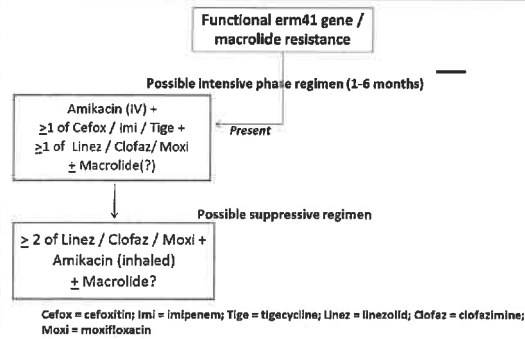 Functional erm41 gene /
macrolide resistance
Possible intensive phase regimen (1-6 months)
Amikacin (IV) +
≥1 of Cefox / Imi / Tige +
≥1 of Linez / Clofaz/ Moxi
± Macrolide(?)
Present
Possible suppressive regimen
≥ 2 of Linez / Clofaz / Moxi +
Amikacin (inhaled)
± Macrolide?
Cefox = cefoxitin; Imi = imipenem; Tige = tigecycline; Linez = linezolid; Clofaz = clofazimine;
Moxi = moxifloxacin